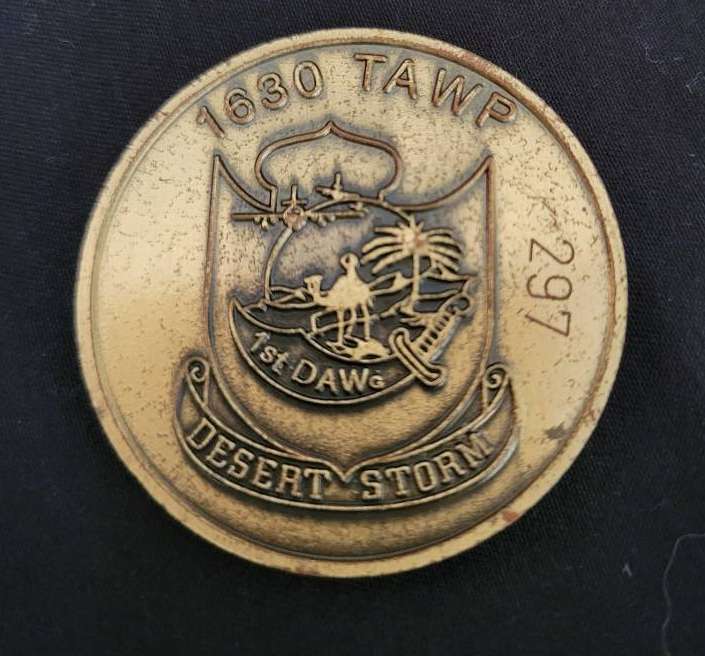 1630 TAWP
297
1st DAWG
DESERT STORM